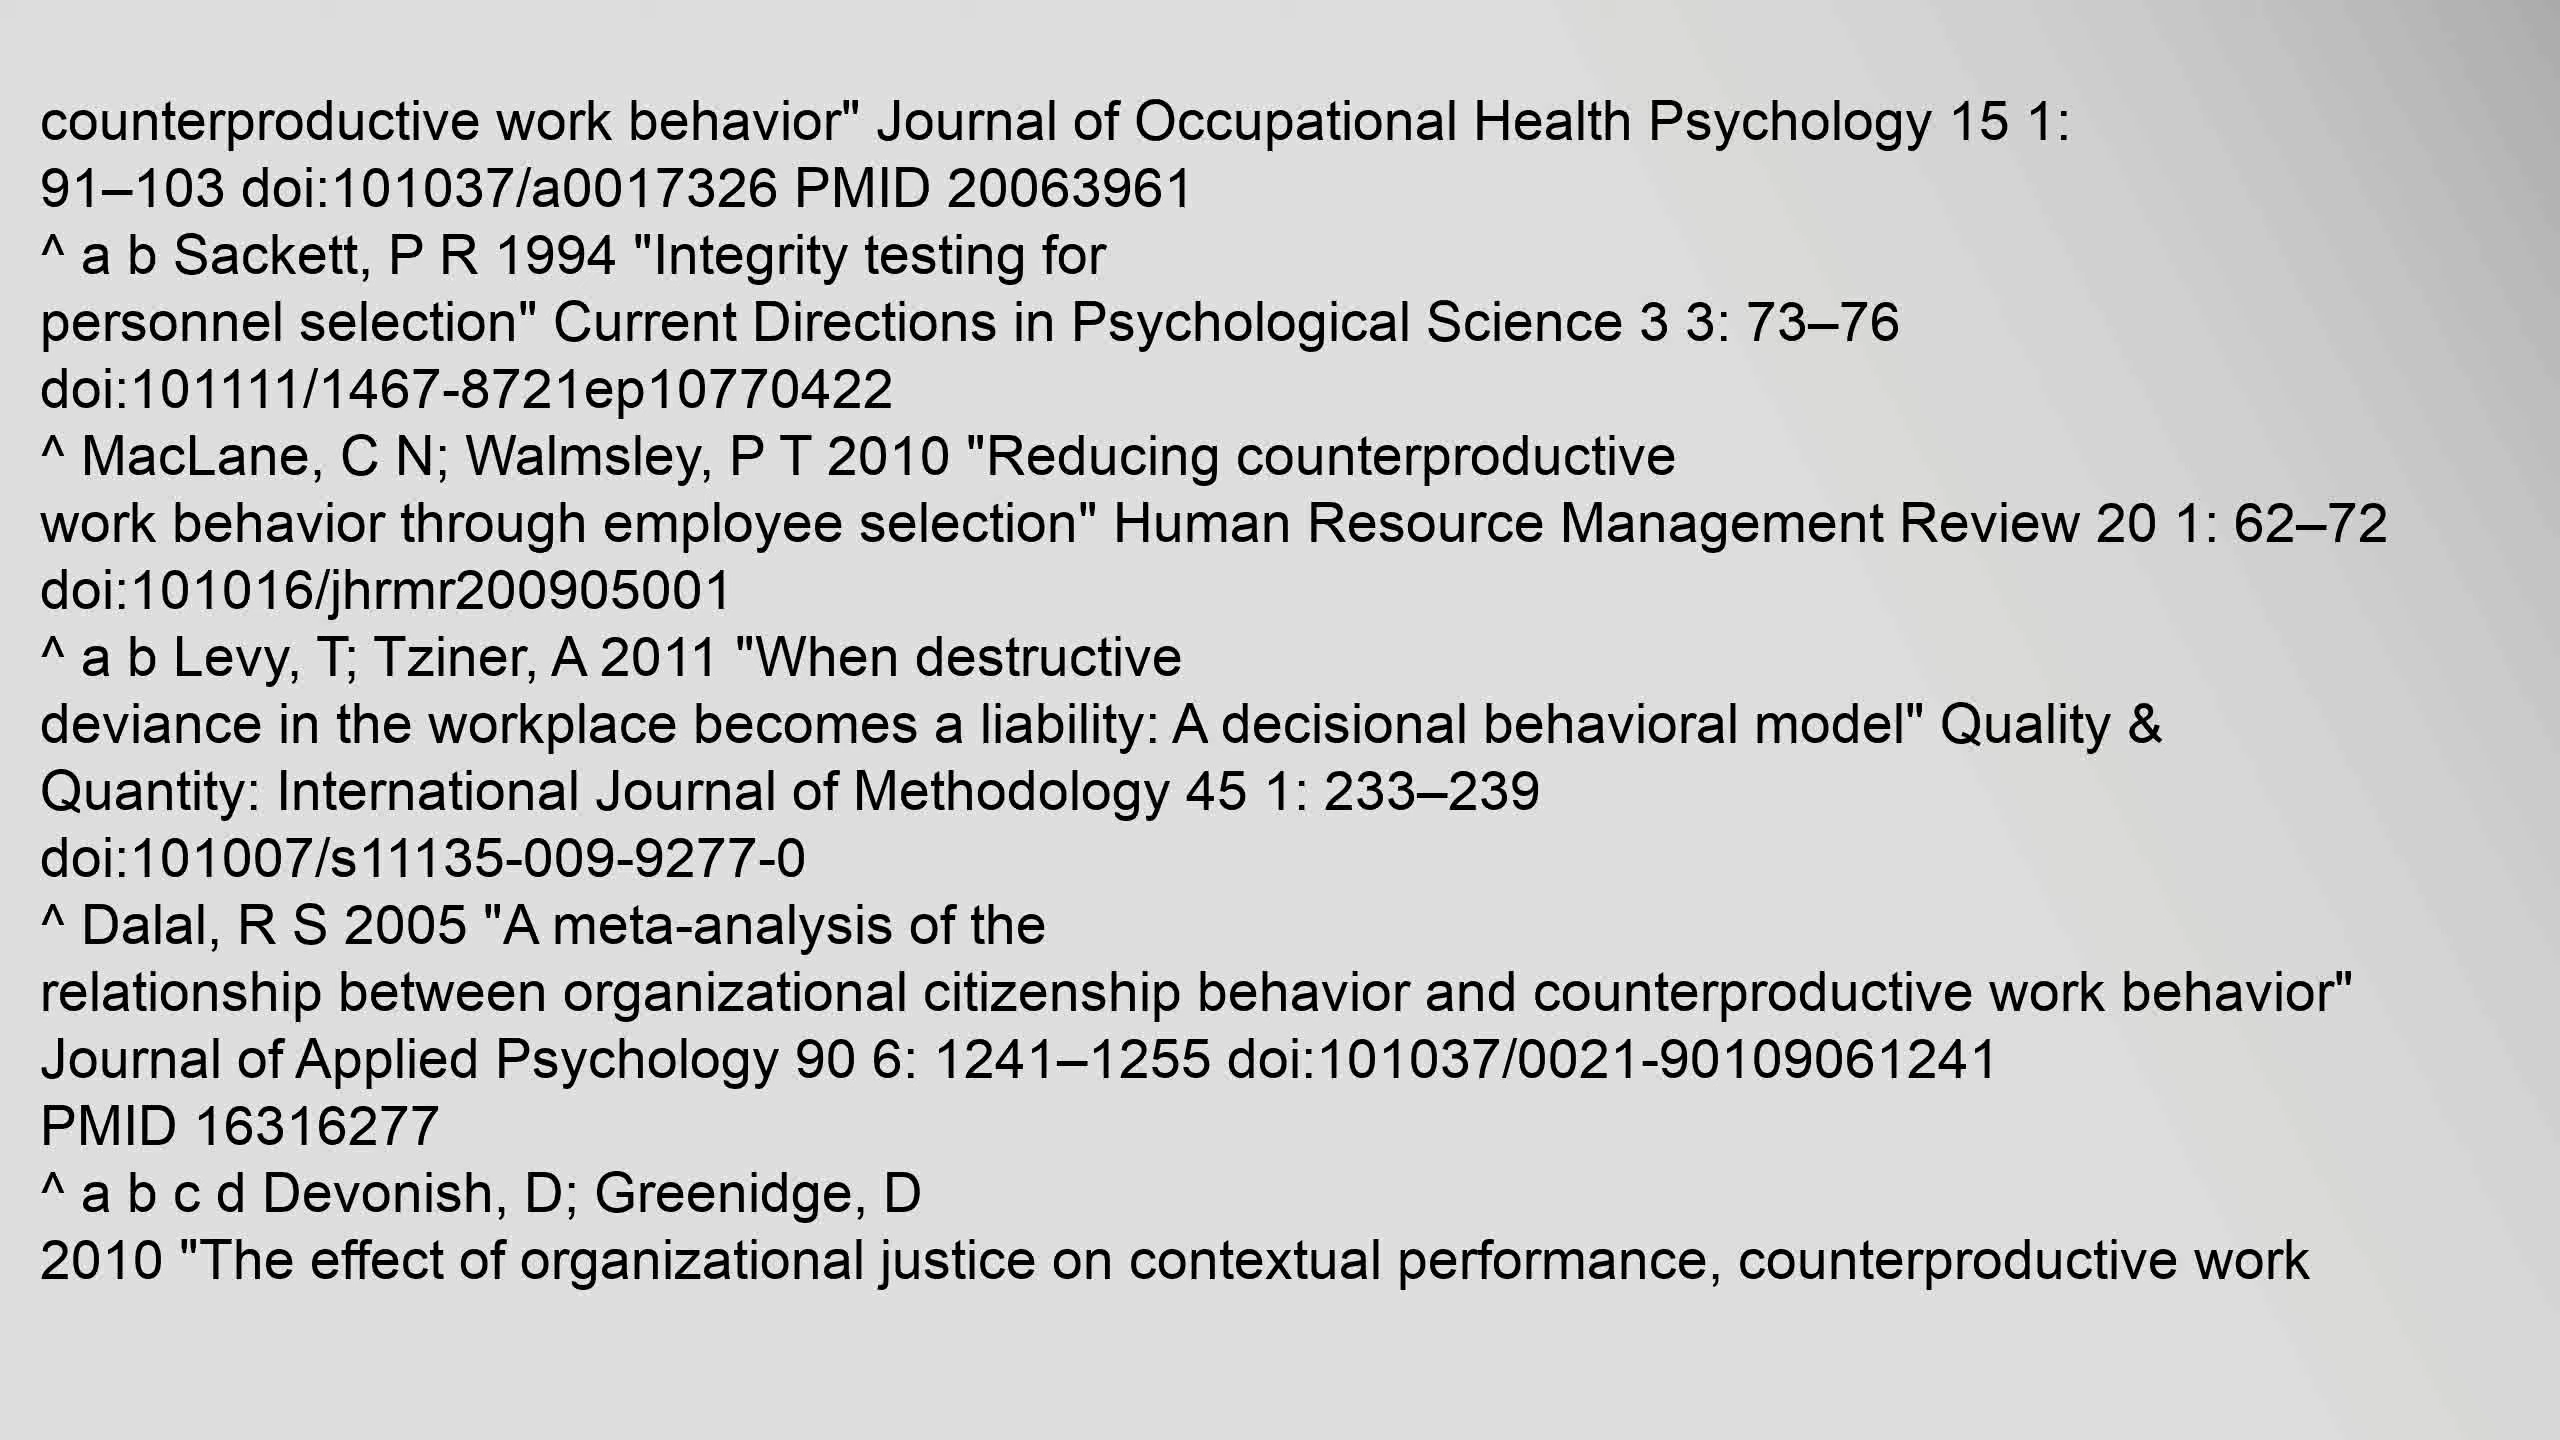 counterproductive work behavior" Journal of Occupational Health Psychology 15 1:
91–103 doi:101037/a0017326 PMID 20063961
^ a b Sackett, P R 1994 "Integrity testing for
personnel selection" Current Directions in Psychological Science 3 3: 73–76
doi:101111/1467-8721ep10770422
^ MacLane, C N; Walmsley, P T 2010 "Reducing counterproductive
work behavior through employee selection" Human Resource Management Review 20 1: 62–72
doi:101016/jhrmr200905001
^ a b Levy, T; Tziner, A 2011 "When destructive
deviance in the workplace becomes a liability: A decisional behavioral model" Quality &
Quantity: International Journal of Methodology 45 1: 233–239
doi:101007/s11135-009-9277-0
^ Dalal, R S 2005 "A meta-analysis of the
relationship between organizational citizenship behavior and counterproductive work behavior"
Journal of Applied Psychology 90 6: 1241–1255 doi:101037/0021-90109061241
PMID 16316277
^ a b c d Devonish, D; Greenidge, D
2010 "The effect of organizational justice on contextual performance, counterproductive work